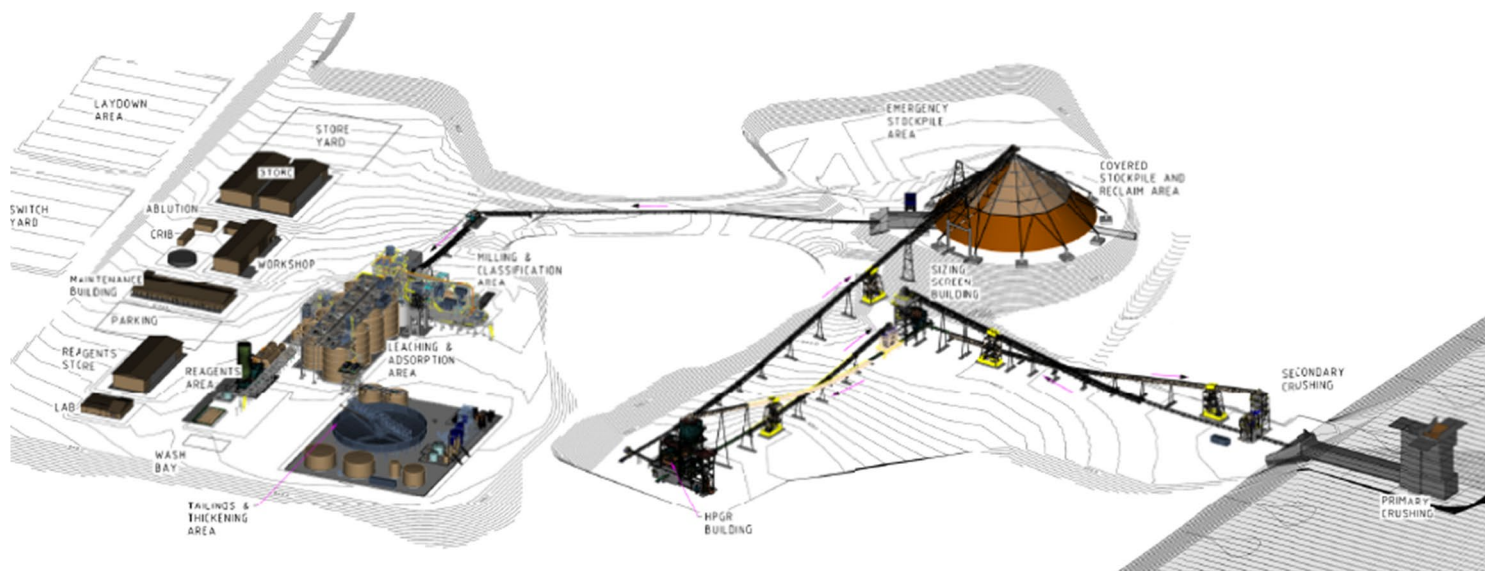 LAYDOWN
AREA
STORE
YARD
STORE
SWITCH
YARD
ABLUTION
CRIB
WORKSHOP
MAINTENANCE
BUILDING
PARKING
REAGENTS
STORE
REAGENTS
AREA
LAB
WASH
BAY
TAILINGS &
THICKENING
AREA
MILLING &
CLASSIFICATION
AREA
LEACHING &
ADSORPTION
AREA
EMERGENCY
STOCKPILE
AREA
COVERED
STOCKPILE AND
RECLAIM AREA
SIZING
SCREEN
BUILDING
HPGR
BUILDING
SECONDARY
CRUSHING
PRIMARY
CRUSHING